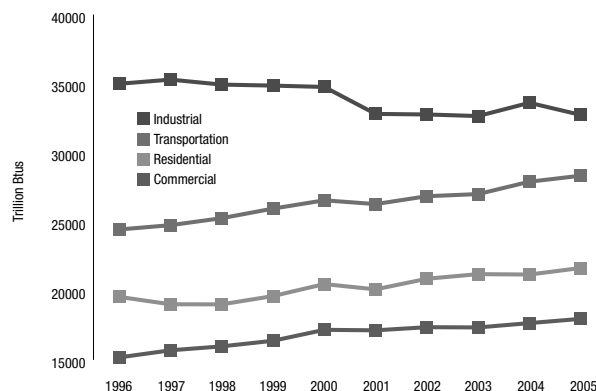 40000
35000
30000
25000
20000
15000
Trillion Btus
Industrial
Transportation
Residential
Commercial
1996 1997 1998 1999 2000 2001 2002 2003 2004 2005